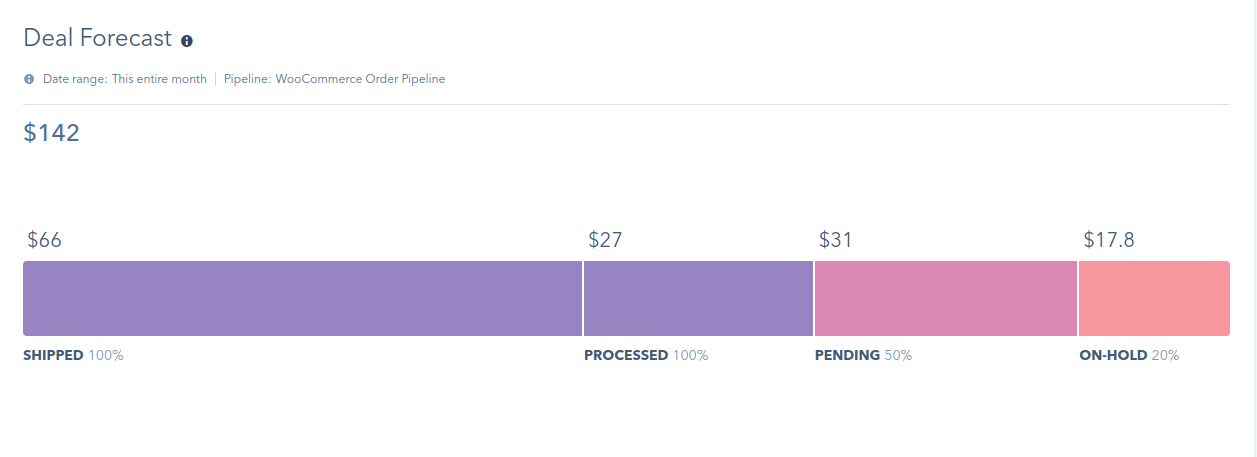 Deal Forecast
Date range: This entire month | Pipeline: WooCommerce Order Pipeline
$142
$66 $27 $31 $17.8
SHIPPED 100% PROCESSED 100% PENDING 50% ON-HOLD 20%